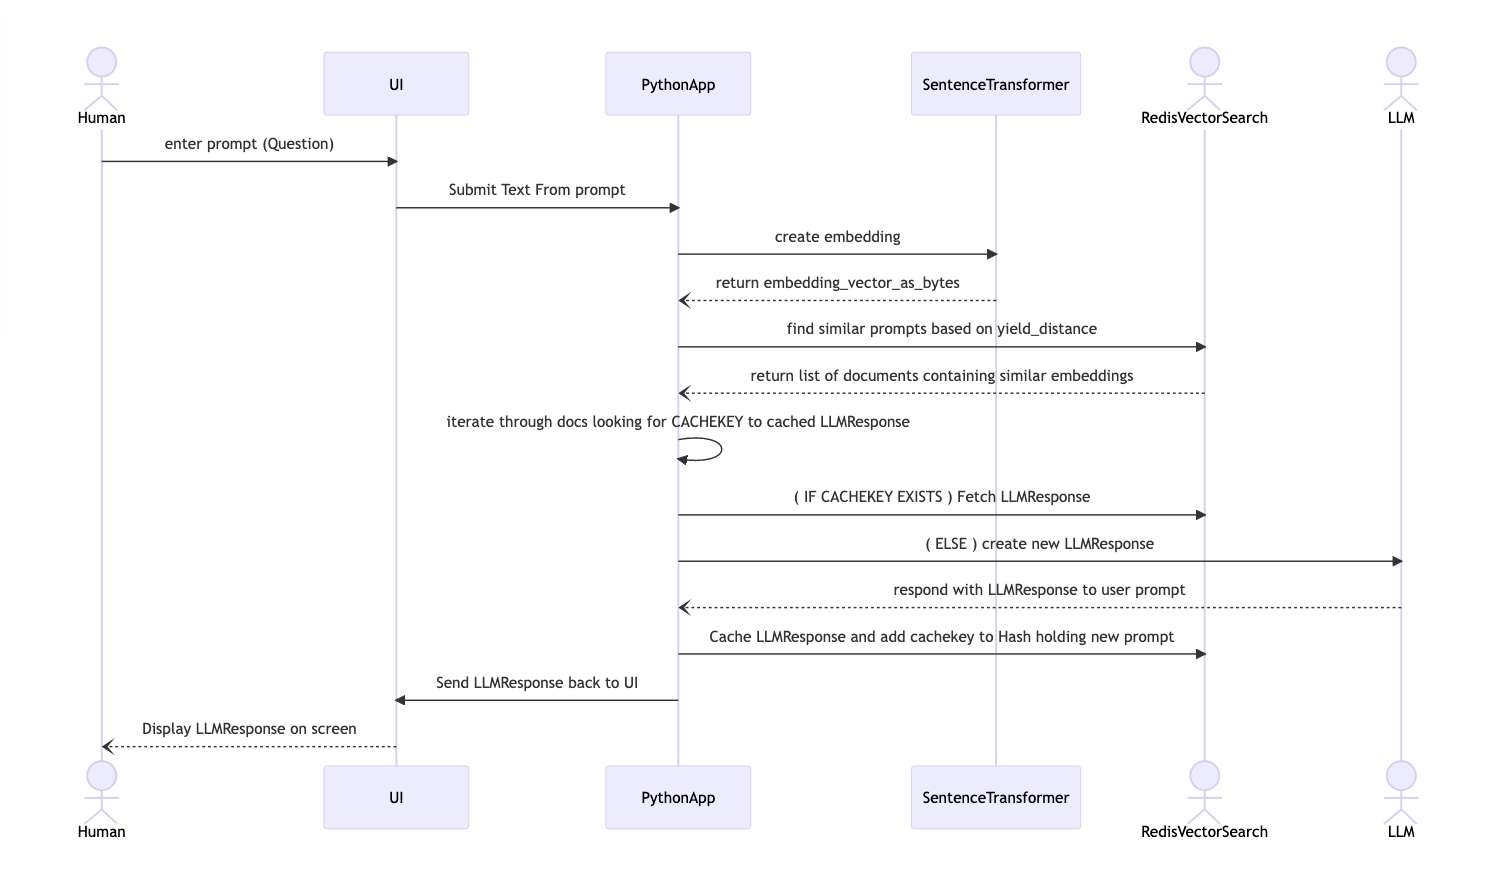 Human
UI
PythonApp
SentenceTransformer
RedisVectorSearch
LLM
enter prompt (Question)
Submit Text From prompt
create embedding
return embedding_vector_as_bytes
find similar prompts based on yield_distance
return list of documents containing similar embeddings
iterate through docs looking for CACHEKEY to cached LLMResponse
( IF CACHEKEY EXISTS ) Fetch LLMResponse
( ELSE ) create new LLMResponse
respond with LLMResponse to user prompt
Cache LLMResponse and add cachekey to Hash holding new prompt
Send LLMResponse back to UI
Display LLMResponse on screen
Human
UI
PythonApp
SentenceTransformer
RedisVectorSearch
LLM